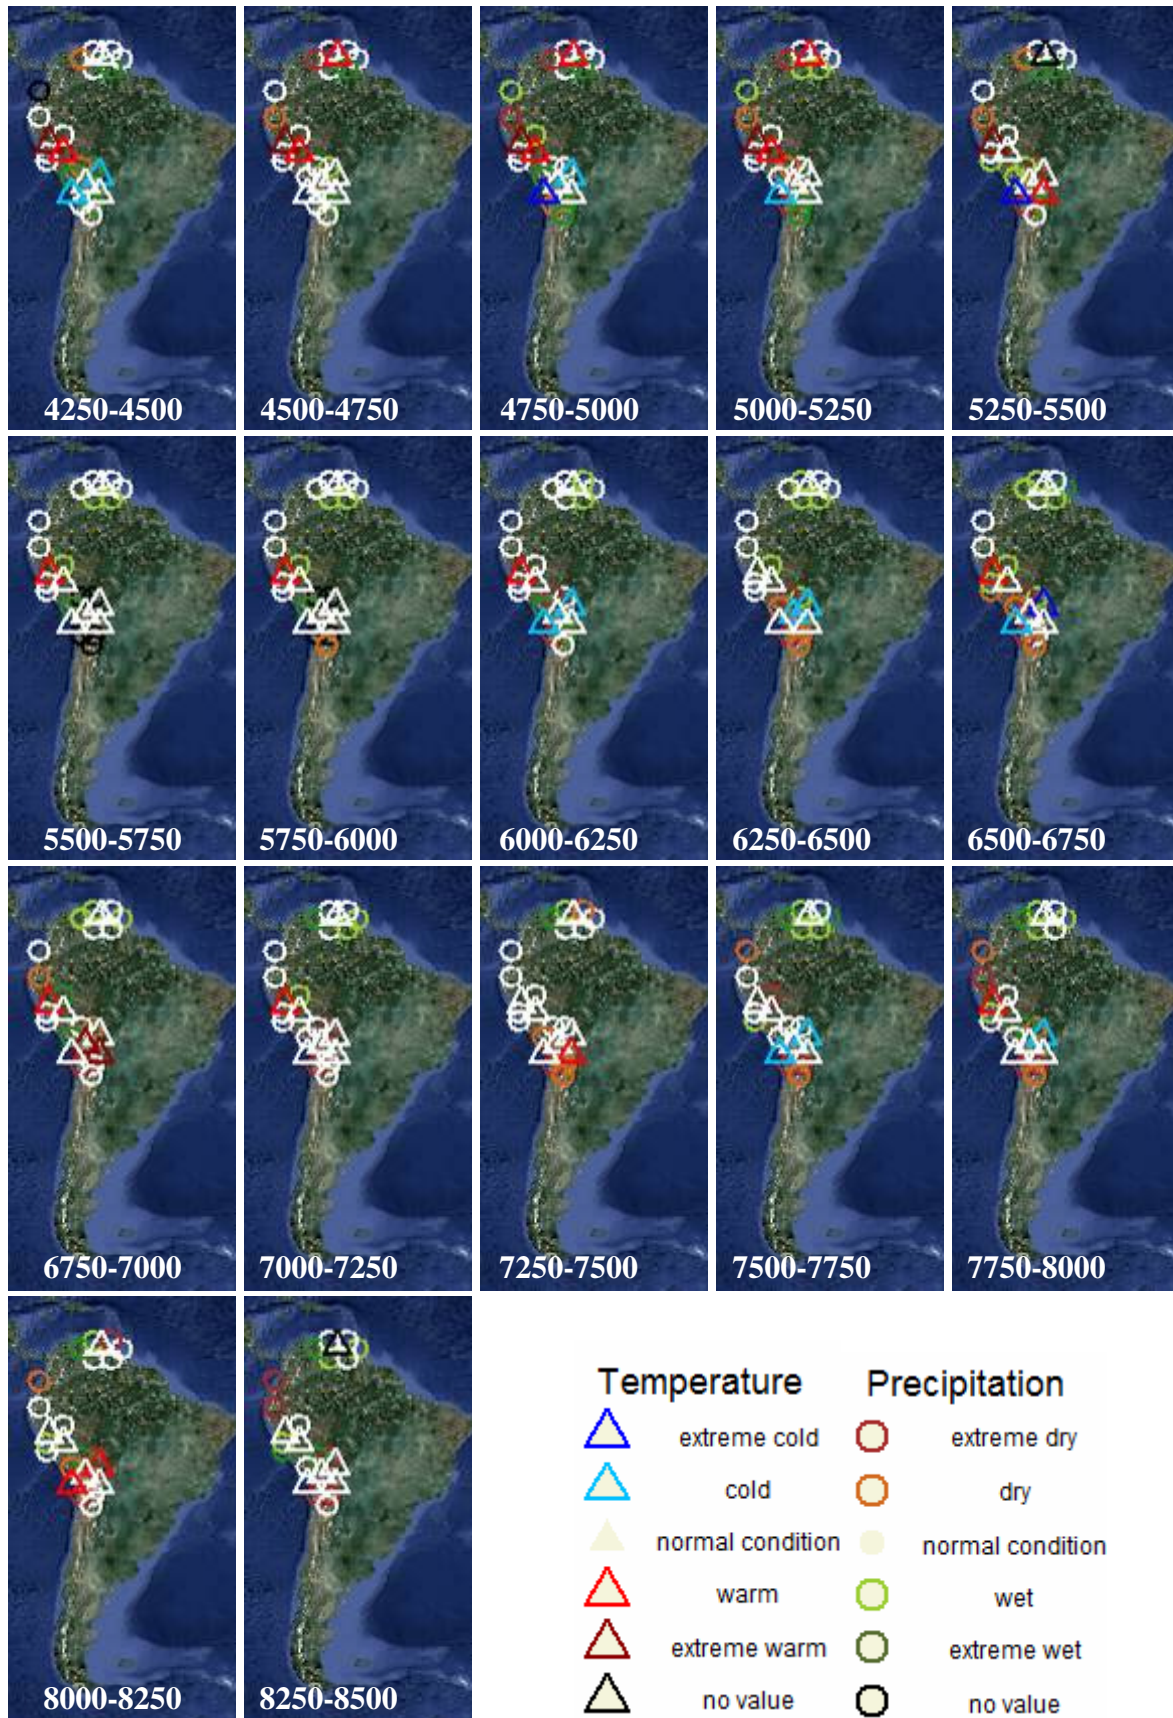 4250-4500
4500-4750
4750-5000
5000-5250
5250-5500
5500-5750
5750-6000
6000-6250
6250-6500
6500-6750
6750-7000
7000-7250
7250-7500
7500-7750
7750-8000
8000-8250
8250-8500
Temperature Precipitation
extreme cold extreme dry
cold dry
normal condition normal condition
warm wet
extreme warm extreme wet
no value no value